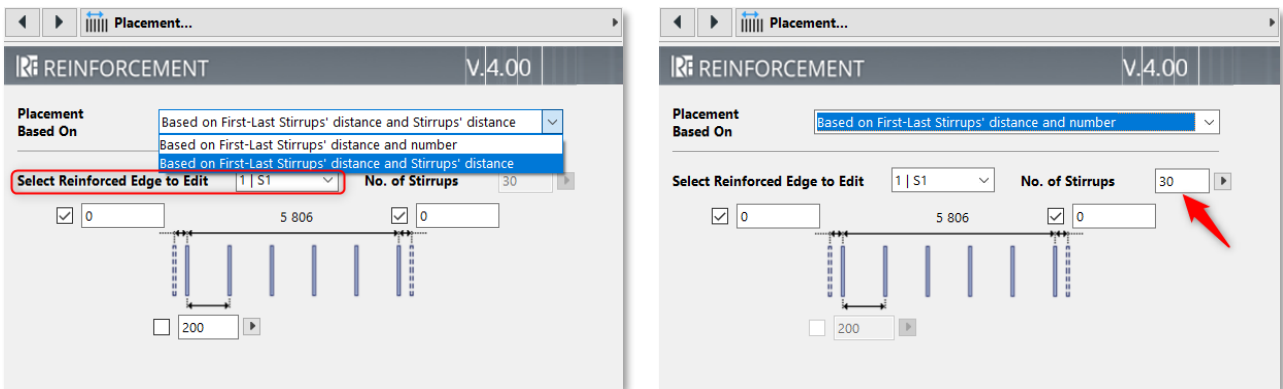 Placement...
REINFORCEMENT V.4.00
Placement
Based On
Based on First-Last Stirrups' distance and Stirrups' distance
Based on First-Last Stirrups' distance and number
Based on First-Last Stirrups' distance and Stirrups' distance
Select Reinforced Edge to Edit 1 | S1 No. of Stirrups 30
0 5 806 0
200
Placement...
REINFORCEMENT V.4.00
Placement
Based On
Based on First-Last Stirrups' distance and number
Select Reinforced Edge to Edit 1 | S1 No. of Stirrups 30
0 5 806 0
200